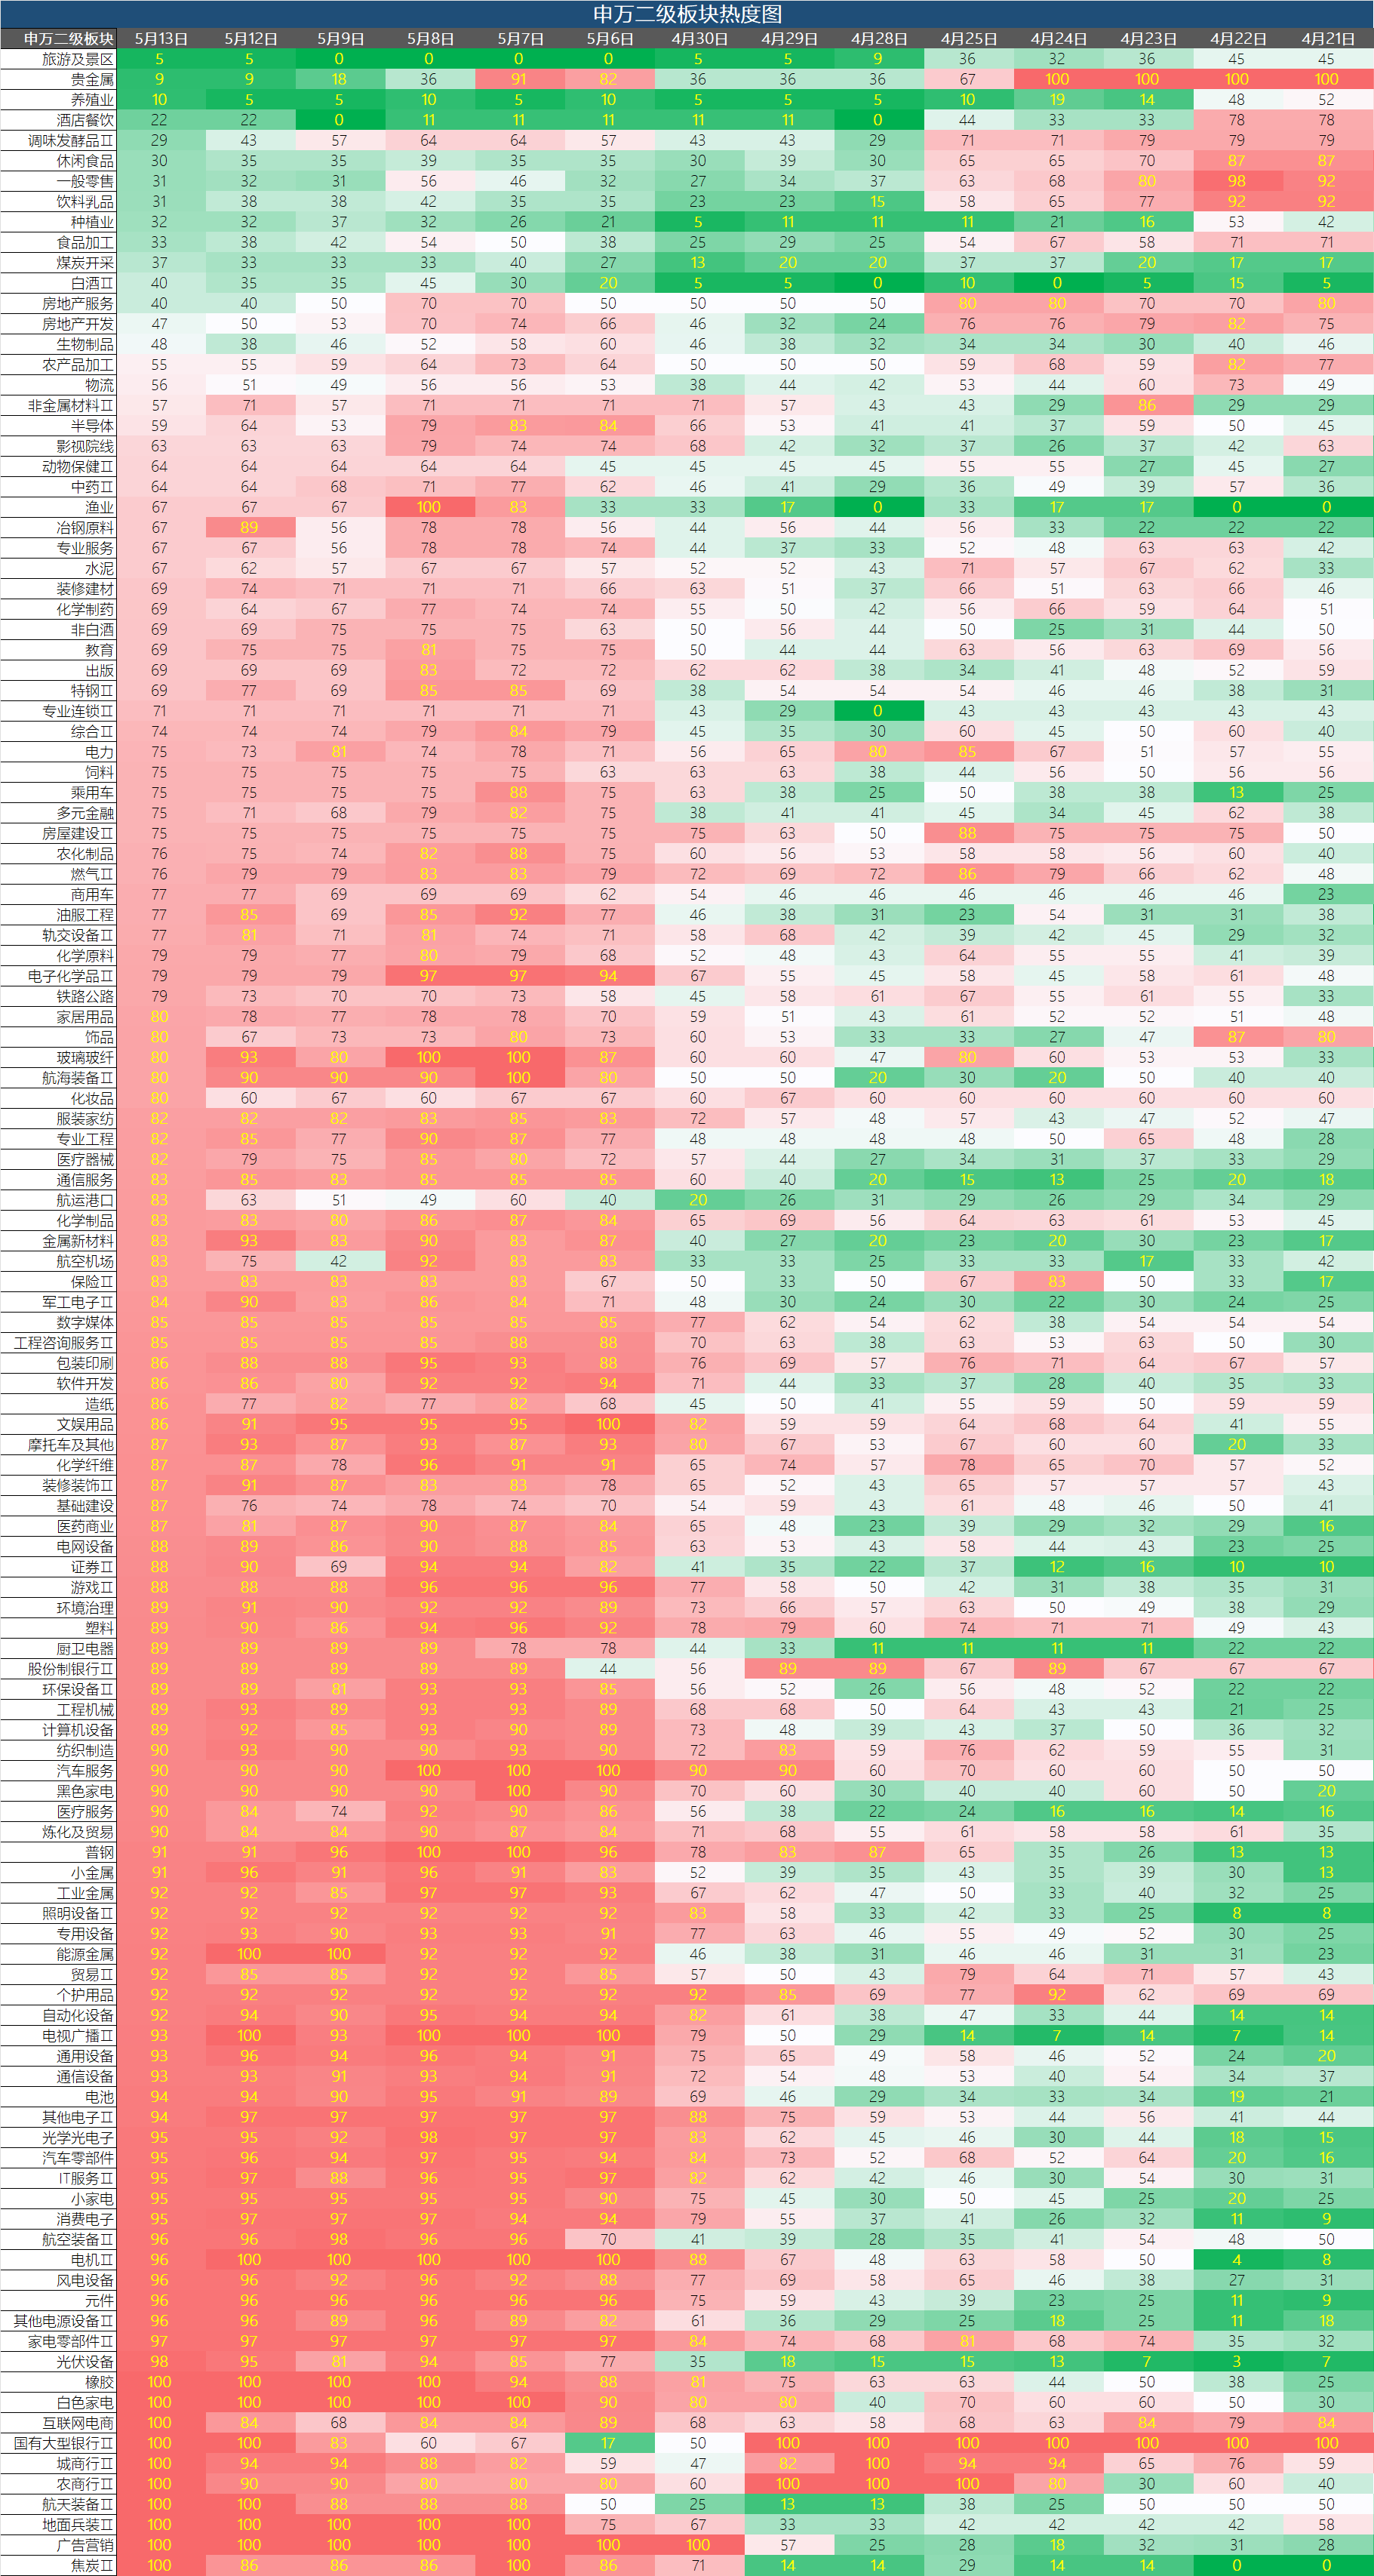 申万二级板块热度图
申万二级板块 5月13日 5月12日 5月9日 5月8日 5月7日 5月6日 4月30日 4月29日 4月28日 4月25日 4月24日 4月23日 4月22日 4月21日
旅游及景区 5 5 0 0 0 0 5 5 9 36 32 36 45 45
贵金属 9 9 18 36 91 82 36 36 36 67 100 100 100 100
养殖业 10 5 5 10 5 10 5 5 5 10 19 14 48 52
酒店餐饮 22 22 0 11 11 11 11 11 0 44 33 33 78 78
调味发酵品Ⅱ 29 43 57 64 64 57 43 43 29 71 71 79 79 79
休闲食品 30 35 35 39 35 35 30 39 30 65 65 70 87 87
一般零售 31 32 31 56 46 32 27 34 37 63 68 80 98 92
饮料乳品 31 38 38 42 35 35 23 23 15 58 65 77 92 92
种植业 32 32 37 32 26 21 5 11 11 11 21 16 53 42
食品加工 33 38 42 54 50 38 25 29 25 54 67 58 71 71
煤炭开采 37 33 33 33 40 27 13 20 20 37 37 20 17 17
白酒Ⅱ 40 35 35 45 30 20 5 5 0 10 0 5 15 5
房地产服务 40 40 50 70 70 50 50 50 50 80 80 70 70 80
房地产开发 47 50 53 70 74 66 46 32 24 76 76 79 82 75
生物制品 48 38 46 52 58 60 46 38 32 34 34 30 40 46
农产品加工 55 55 59 64 73 64 50 50 50 59 68 59 82 77
物流 56 51 49 56 56 53 38 44 42 53 44 60 73 49
非金属材料Ⅱ 57 71 57 71 71 71 71 57 43 43 29 86 29 29
半导体 59 64 53 79 83 84 66 53 41 41 37 59 50 45
影视院线 63 63 63 79 74 74 68 42 32 37 26 37 42 63
动物保健Ⅱ 64 64 64 64 64 45 45 45 45 55 55 27 45 27
中药Ⅱ 64 64 68 71 77 62 46 41 29 36 49 39 57 36
渔业 67 67 67 100 83 33 33 17 0 33 17 17 0 0
冶钢原料 67 89 56 78 78 56 44 56 44 56 33 22 22 22
专业服务 67 67 56 78 78 74 44 37 33 52 48 63 63 42
水泥 67 62 57 67 67 57 52 52 43 71 57 67 62 33
装修建材 69 74 71 71 71 66 63 51 37 66 51 63 66 46
化学制药 69 64 67 77 74 74 55 50 42 56 66 59 64 51
非白酒 69 69 75 75 75 63 50 56 44 50 25 31 44 50
教育 69 75 75 81 75 75 50 44 44 63 56 63 69 56
出版 69 69 69 83 72 72 62 62 38 34 41 48 52 59
特钢Ⅱ 69 77 69 85 85 69 38 54 54 54 46 46 38 31
专业连锁Ⅱ 71 71 71 71 71 71 43 29 0 43 43 43 43 43
综合Ⅱ 74 74 74 79 84 79 45 35 30 60 45 50 60 40
电力 75 73 81 74 78 71 56 65 80 85 67 51 57 55
饲料 75 75 75 75 75 63 63 63 38 44 56 50 56 56
乘用车 75 75 75 75 88 75 63 38 25 50 38 38 13 25
多元金融 75 71 68 79 82 75 38 41 41 45 34 45 62 38
房屋建设Ⅱ 75 75 75 75 75 75 75 63 50 88 75 75 75 50
农化制品 76 75 74 82 88 75 60 56 53 58 58 56 60 40
燃气Ⅱ 76 79 79 83 83 79 72 69 72 86 79 66 62 48
商用车 77 77 69 69 69 62 54 46 46 46 46 46 46 23
油服工程 77 85 69 85 92 77 46 38 31 23 54 31 31 38
轨交设备Ⅱ 77 81 71 81 74 71 58 68 42 39 42 45 29 32
化学原料 79 79 77 80 79 68 52 48 43 64 55 55 41 39
电子化学品Ⅱ 79 79 79 97 97 94 67 55 45 58 45 58 61 48
铁路公路 79 73 70 70 73 58 45 58 61 67 55 61 55 33
家居用品 80 78 77 78 78 70 59 51 43 61 52 52 51 48
饰品 80 67 73 73 80 73 60 53 33 33 27 47 87 80
玻璃玻纤 80 93 80 100 100 87 60 60 47 80 60 53 53 33
航海装备Ⅱ 80 90 90 90 100 80 50 50 20 30 20 50 40 40
化妆品 80 60 67 60 67 67 60 67 60 60 60 60 60 60
服装家纺 82 82 82 83 85 83 72 57 48 57 43 47 52 47
专业工程 82 85 77 90 87 77 48 48 48 48 50 65 48 28
医疗器械 82 79 75 85 80 72 57 44 27 34 31 37 33 29
通信服务 83 85 83 85 85 85 60 40 20 15 13 25 20 18
航运港口 83 63 51 49 60 40 20 26 31 29 26 29 34 29
化学制品 83 83 80 86 87 84 65 69 56 64 63 61 53 45
金属新材料 83 93 83 90 83 87 40 27 20 23 20 30 23 17
航空机场 83 75 42 92 83 83 33 33 25 33 33 17 33 42
保险Ⅱ 83 83 83 83 83 67 50 33 50 67 83 50 33 17
军工电子Ⅱ 84 90 83 86 84 71 48 30 24 30 22 30 24 25
数字媒体 85 85 85 85 85 85 77 62 54 62 38 54 54 54
工程咨询服务Ⅱ 85 85 85 85 88 88 70 63 38 63 53 63 50 30
包装印刷 86 88 88 95 93 88 76 69 57 76 71 64 67 57
软件开发 86 86 80 92 92 94 71 44 33 37 28 40 35 33
造纸 86 77 82 77 82 68 45 50 41 55 59 50 59 59
文娱用品 86 91 95 95 95 100 82 59 59 64 68 64 41 55
摩托车及其他 87 93 87 93 87 93 80 67 53 67 60 60 20 33
化学纤维 87 87 78 96 91 91 65 74 57 78 65 70 57 52
装修装饰Ⅱ 87 91 87 83 83 78 65 52 43 65 57 57 57 43
基础建设 87 76 74 78 74 70 54 59 43 61 48 46 50 41
医药商业 87 81 87 90 87 84 65 48 23 39 29 32 29 16
电网设备 88 89 86 90 88 85 63 53 43 58 44 43 23 25
证券Ⅱ 88 90 69 94 94 82 41 35 22 37 12 16 10 10
游戏Ⅱ 88 88 88 96 96 96 77 58 50 42 31 38 35 31
环境治理 89 91 90 92 92 89 73 66 57 63 50 49 38 29
塑料 89 90 86 94 96 92 78 79 60 74 71 71 49 43
厨卫电器 89 89 89 89 78 78 44 33 11 11 11 11 22 22
股份制银行Ⅱ 89 89 89 89 89 44 56 89 89 67 89 67 67 67
环保设备Ⅱ 89 89 81 93 93 85 56 52 26 56 48 52 22 22
工程机械 89 93 89 93 93 89 68 68 50 64 43 43 21 25
计算机设备 89 92 85 93 90 89 73 48 39 43 37 50 36 32
纺织制造 90 93 90 90 93 90 72 83 59 76 62 59 55 31
汽车服务 90 90 90 100 100 100 90 90 60 70 60 60 50 50
黑色家电 90 90 90 90 100 90 70 60 30 40 40 60 50 20
医疗服务 90 84 74 92 90 86 56 38 22 24 16 16 14 16
炼化及贸易 90 84 84 90 87 84 71 68 55 61 58 58 61 35
普钢 91 91 96 100 100 96 78 83 87 65 35 26 13 13
小金属 91 96 91 96 91 83 52 39 35 43 35 39 30 13
工业金属 92 92 85 97 97 93 67 62 47 50 33 40 32 25
照明设备Ⅱ 92 92 92 92 92 92 83 58 33 42 33 25 8 8
专用设备 92 93 90 93 93 91 77 63 46 55 49 52 30 25
能源金属 92 100 100 92 92 92 46 38 31 46 46 31 31 23
贸易Ⅱ 92 85 85 92 92 85 57 50 43 79 64 71 57 43
个护用品 92 92 92 92 92 92 92 85 69 77 92 62 69 69
自动化设备 92 94 90 95 94 94 82 61 38 47 33 44 14 14
电视广播Ⅱ 93 100 93 100 100 100 79 50 29 14 7 14 7 14
通用设备 93 96 94 96 94 91 75 65 49 58 46 52 24 20
通信设备 93 93 91 93 94 91 72 54 48 53 40 54 34 37
电池 94 94 90 95 91 89 69 46 29 34 33 34 19 21
其他电子Ⅱ 94 97 97 97 97 97 88 75 59 53 44 56 41 44
光学光电子 95 95 92 98 97 97 83 62 45 46 30 44 18 15
汽车零部件 95 96 94 97 95 94 84 73 52 68 52 64 20 16
IT服务Ⅱ 95 97 88 96 95 97 82 62 42 46 30 54 30 31
小家电 95 95 95 95 95 90 75 45 30 50 45 25 20 25
消费电子 95 97 97 97 94 94 79 55 37 41 26 32 11 9
航空装备Ⅱ 96 96 98 96 96 70 41 39 28 35 41 54 48 50
电机Ⅱ 96 100 100 100 100 100 88 67 48 63 58 50 4 8
风电设备 96 96 92 96 92 88 77 69 58 65 46 38 27 31
元件 96 96 96 96 96 96 75 59 43 39 23 25 11 9
其他电源设备Ⅱ 96 96 89 96 89 82 61 36 29 25 18 25 11 18
家电零部件Ⅱ 97 97 97 97 97 97 84 74 68 81 68 74 35 32
光伏设备 98 95 81 94 85 77 35 18 15 15 13 7 3 7
橡胶 100 100 100 100 94 88 81 75 63 63 44 50 38 25
白色家电 100 100 100 100 100 90 80 80 40 70 60 60 50 30
互联网电商 100 84 68 84 84 89 68 63 58 68 63 84 79 84
国有大型银行Ⅱ 100 100 83 60 67 17 50 100 100 100 100 100 100 100
城商行Ⅱ 100 94 94 88 82 59 47 82 100 94 94 65 76 59
农商行Ⅱ 100 90 90 80 80 80 60 100 100 100 80 30 60 40
航天装备Ⅱ 100 100 88 88 88 50 25 13 13 38 25 50 50 50
地面兵装Ⅱ 100 100 100 100 100 75 67 33 33 42 42 42 42 58
广告营销 100 100 100 100 100 100 100 57 25 28 18 32 31 28
焦炭Ⅱ 100 86 86 86 100 86 71 14 14 29 14 14 0 0